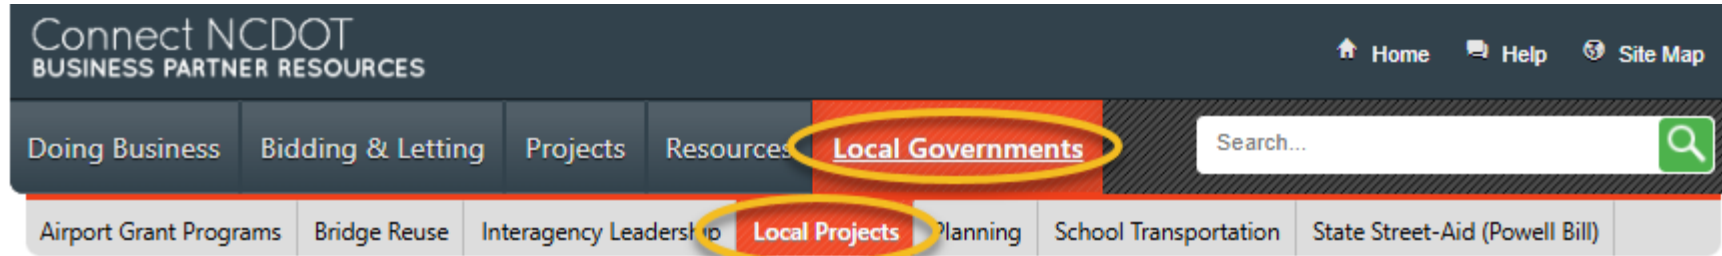 Connect NCDOT
BUSINESS PARTNER RESOURCES
Home Help Site Map
Doing Business Bidding & Letting Projects Resources Local Governments Search...
Airport Grant Programs Bridge Reuse Interagency Leadership Local Projects Planning School Transportation State Street-Aid (Powell Bill)